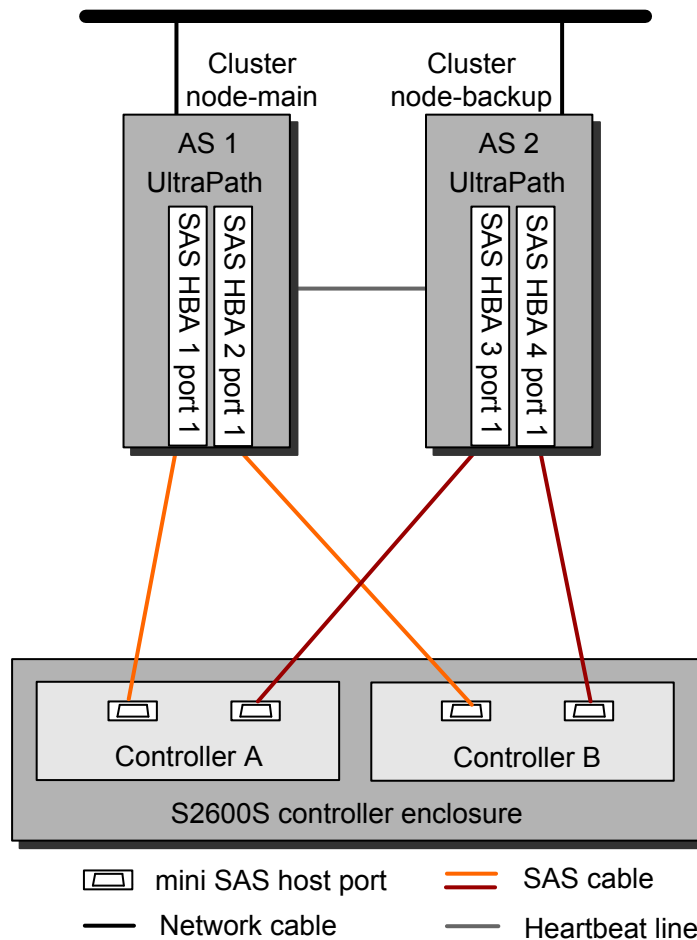 Cluster
node-main
Cluster
node-backup
AS 1
UltraPath
SAS HBA 1 port 1
SAS HBA 2 port 1
AS 2
UltraPath
SAS HBA 3 port 1
SAS HBA 4 port 1
Controller A
Controller B
S2600S controller enclosure
mini SAS host port
SAS cable
Network cable
Heartbeat line